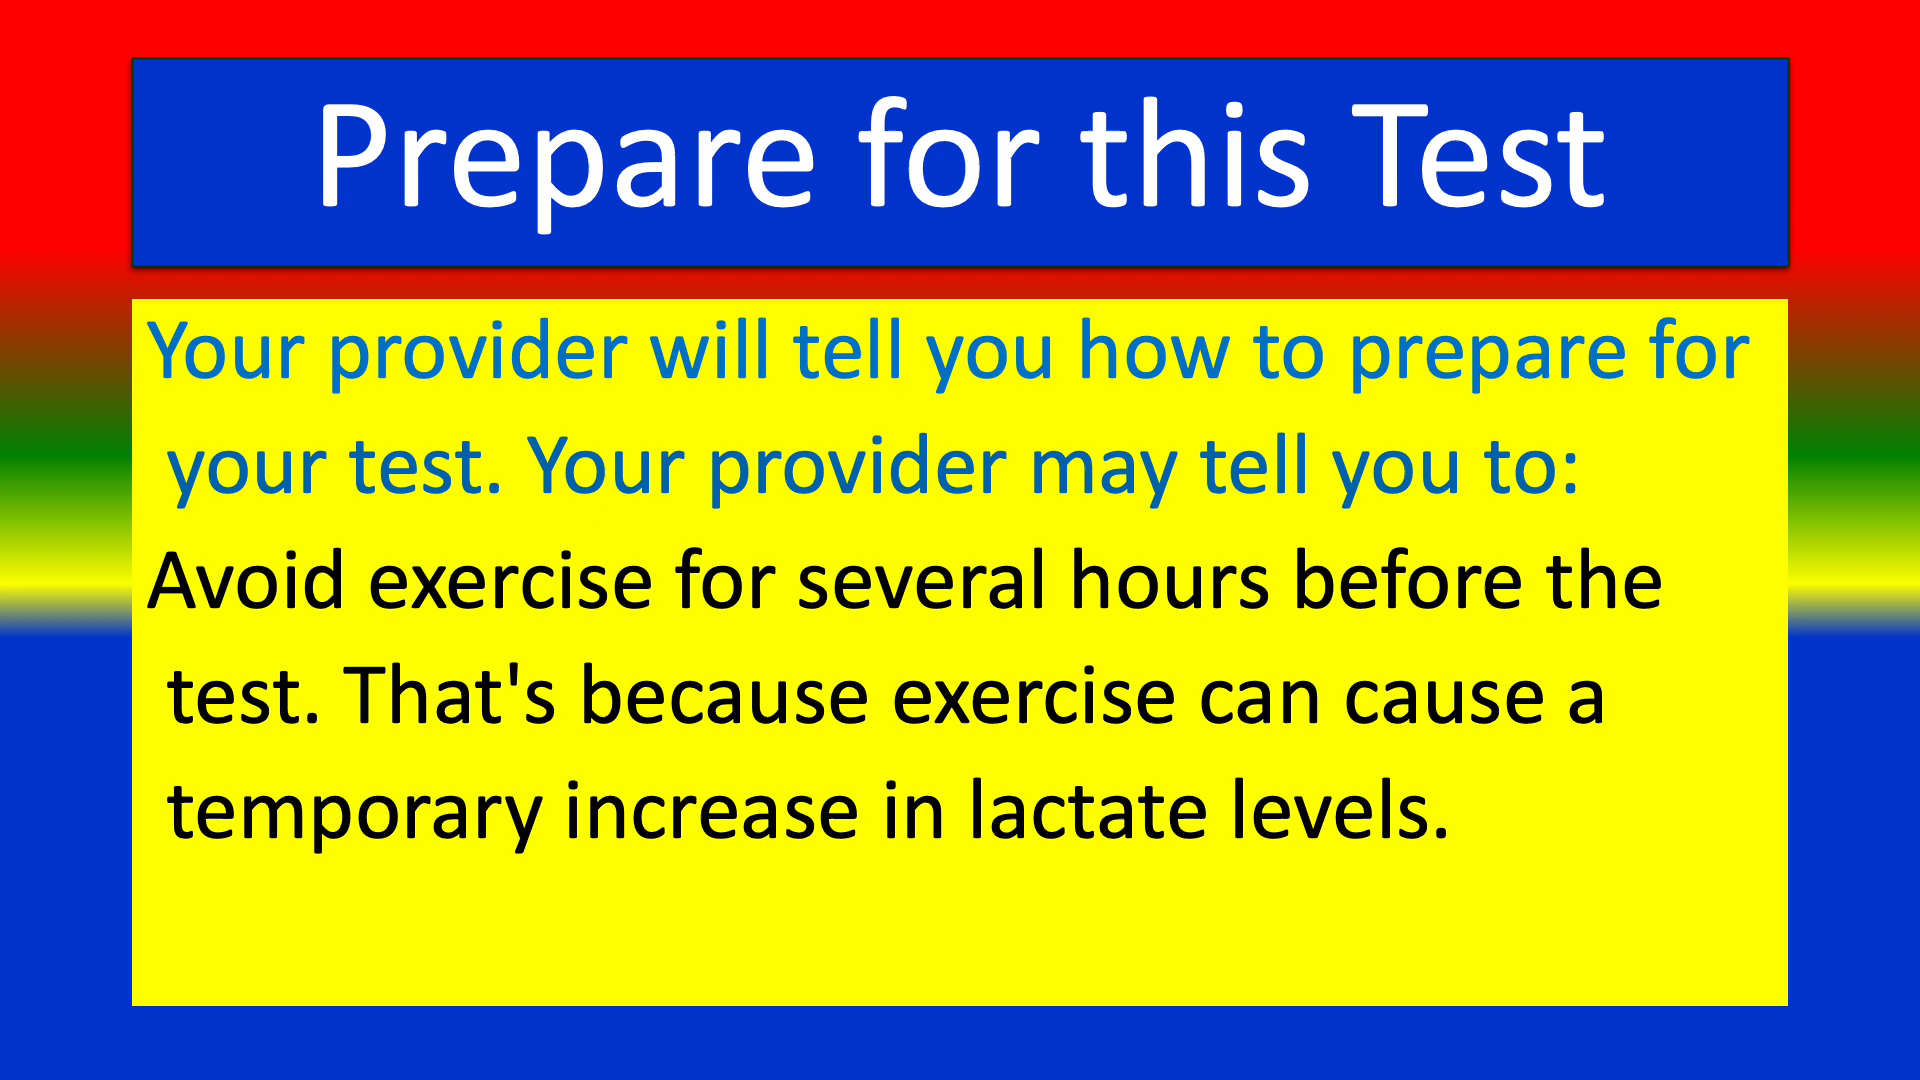 Prepare for this Test
Your provider will tell you how to prepare for
your test. Your provider may tell you to:
Avoid exercise for several hours before the
test. That's because exercise can cause a
temporary increase in lactate levels.